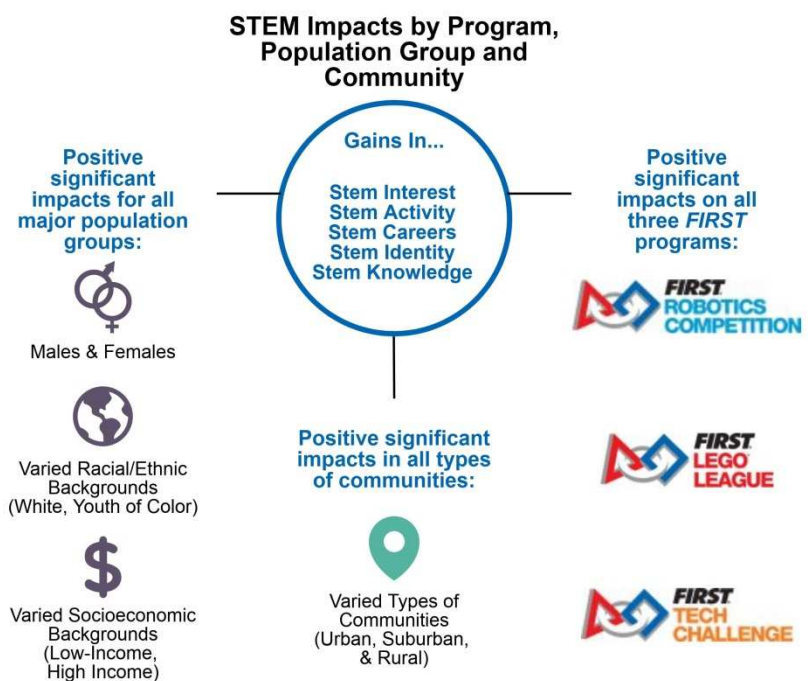 STEM Impacts by Program,
Population Group and
Community
Gains In...
Stem Interest
Stem Activity
Stem Careers
Stem Identity
Stem Knowledge
Positive
significant
impacts for all
major population
groups:
Males & Females
Varied Racial/Ethnic
Backgrounds
(White, Youth of Color)
Varied Socioeconomic
Backgrounds
(Low-Income,
High Income)
Positive significant
impacts in all types
of communities:
Varied Types of
Communities
(Urban, Suburban,
& Rural)
Positive
significant
impacts on all
three FIRST
programs:
FIRST
ROBOTICS
COMPETITION
FIRST
LEGO
LEAGUE
FIRST
TECH
CHALLENGE